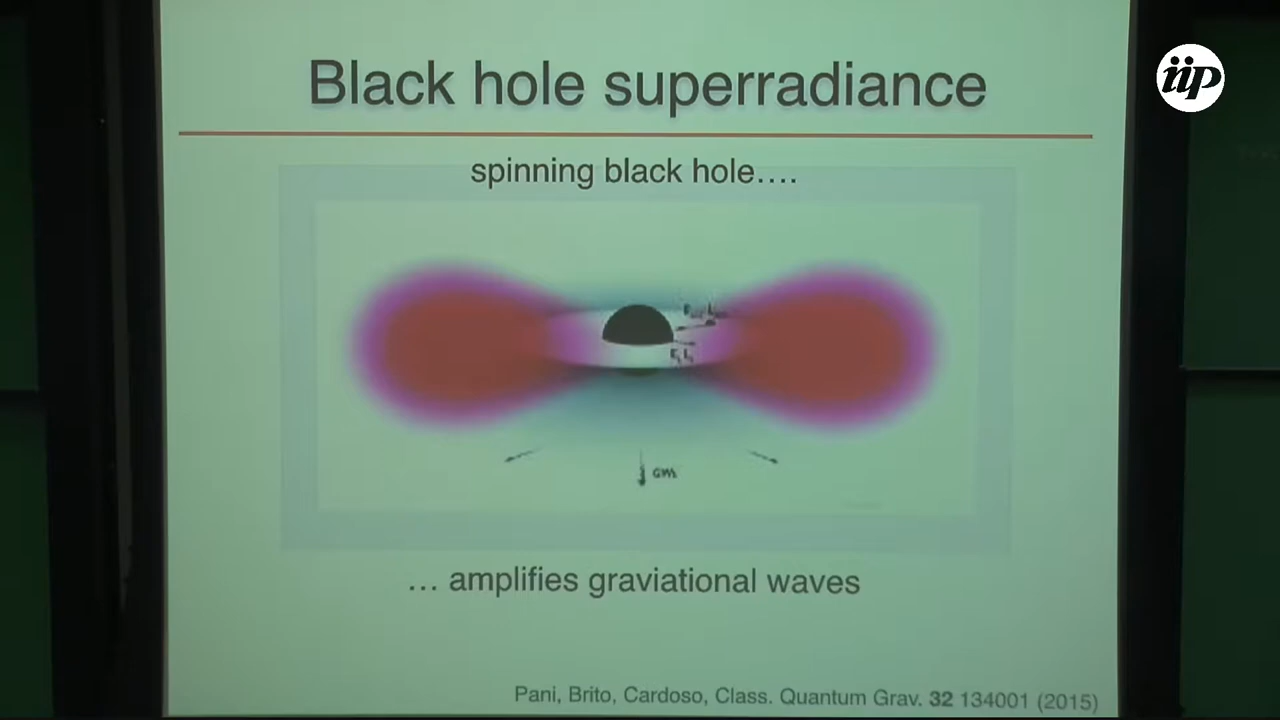 iip
Black hole superradiance
spinning black hole....
GW
... amplifies graviational waves
Pani, Brito, Cardoso, Class. Quantum Grav. 32 134001 (2015)